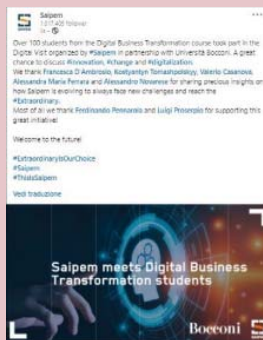 Saipem
Over 100 students from the Digital Business Transformation course took part in the
Digital Visit organized by #Saipem in partnership with Università Bocconi. A great
chance to discuss #innovation, #change and #digitalization.
We thank Francesca D'Ambrosio, Kostyantyn Tomashpolskyy, Valerio Casanova,
Alessandra Maria Ferrara and Alessandro Nevenese for sharing precious insights on
how Saipem is evolving to always face new challenges and reach the
#Extraordinary.
Most of all we thank Ferdinando Pennarola and Luigi Proserpio for supporting this
great initiative!
Welcome to the future!
#ExtraordinaryIsOurChoice
#Saipem
#ThisIsSaipem
Vedi traduzione
Saipem meets Digital Business
Transformation students
Bocconi